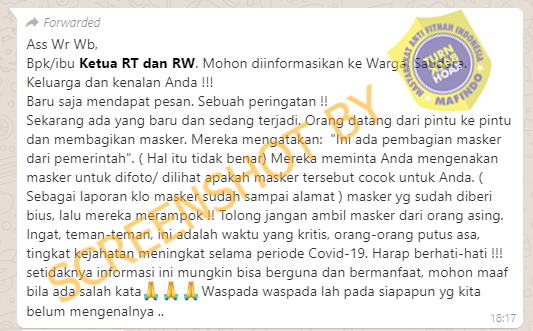 Forwarded
Ass Wr Wb,
Bpk/ibu Ketua RT dan RW. Mohon diinformasikan ke Warga, Saudara,
Keluarga dan kenalan Anda !!!
Baru saja mendapat pesan. Sebuah peringatan !!
Sekarang ada yang baru dan sedang terjadi. Orang datang dari pintu ke pintu
dan membagikan masker. Mereka mengatakan:  "Ini ada pembagian masker
dari pemerintah". ( Hal itu tidak benar) Mereka meminta Anda mengenakan
masker untuk difoto/ dilihat apakah masker tersebut cocok untuk Anda. (
Sebagai laporan klo masker sudah sampai alamat ) masker yg sudah diberi
bius, lalu mereka merampok !! Tolong jangan ambil masker dari orang asing.
Ingat, teman-teman, ini adalah waktu yang kritis, orang-orang putus asa,
tingkat kejahatan meningkat selama periode Covid-19. Harap berhati-hati !!!
setidaknya informasi ini mungkin bisa berguna dan bermanfaat, mohon maaf
bila ada salah kata🙏 🙏 🙏 Waspada waspada lah pada siapapun yg kita
belum mengenalnya ..
18:17
SCREENSHOT BY
MASYARAKAT ANTI FITNAH INDONESIA
TURN
BACK
HOAX
MAFINDO